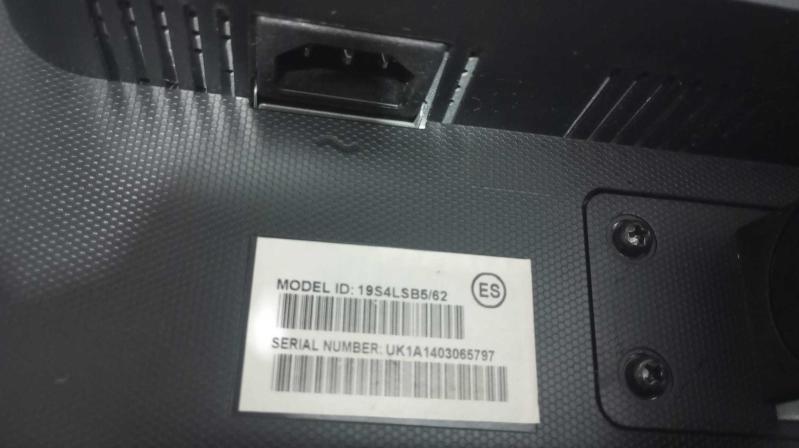 MODEL ID: 19S4LSB5/62
ES
SERIAL NUMBER: UK1A1403065797